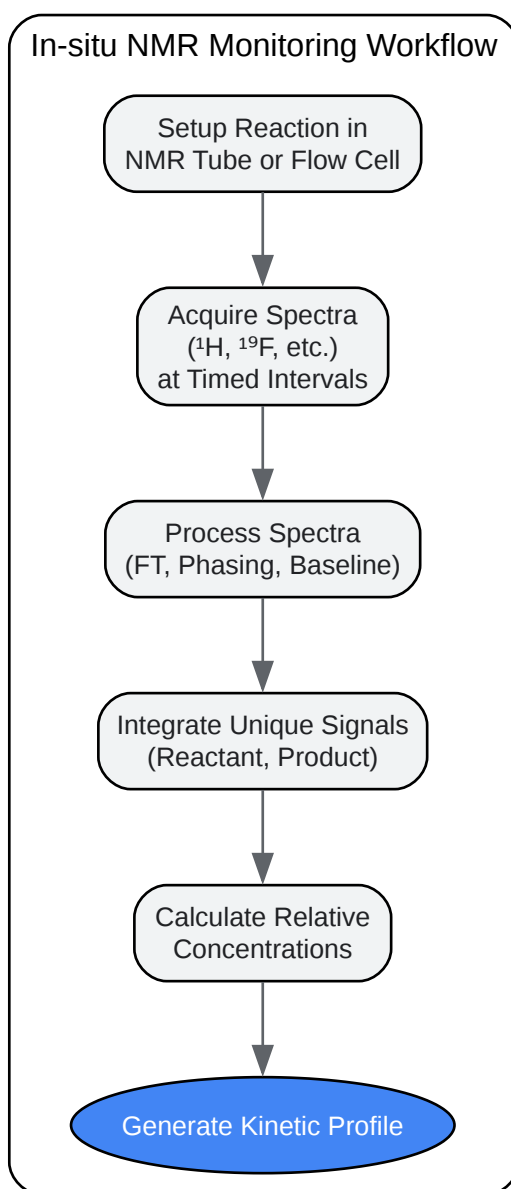 In-situ NMR Monitoring Workflow
Setup Reaction in
NMR Tube or Flow Cell
Acquire Spectra
(¹H, ¹⁹F, etc.)
at Timed Intervals
Process Spectra
(FT, Phasing, Baseline)
Integrate Unique Signals
(Reactant, Product)
Calculate Relative
Concentrations
Generate Kinetic Profile